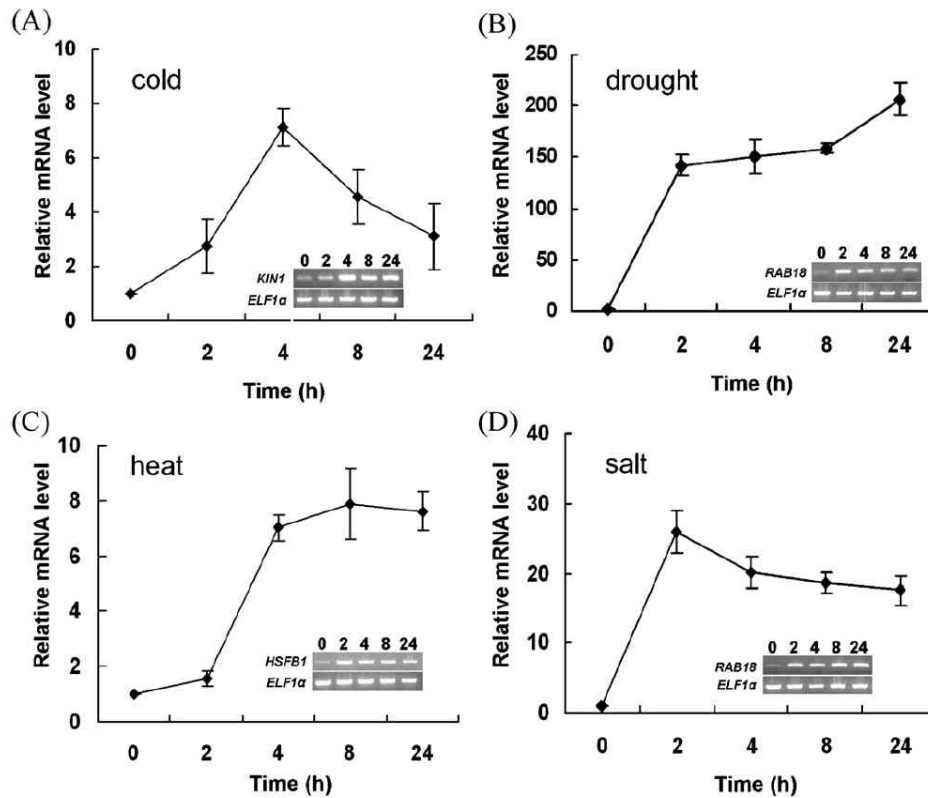 (A)
cold
Relative mRNA level
10
8
6
4
2
0
0 2 4 8 24
KIN1
ELF1α
0 2 4 8 24
Time (h)
(B)
drought
Relative mRNA level
250
200
150
100
50
0
0 2 4 8 24
RAB18
ELF1α
0 2 4 8 24
Time (h)
(C)
heat
Relative mRNA level
10
8
6
4
2
0
0 2 4 8 24
HSFB1
ELF1α
0 2 4 8 24
Time (h)
(D)
salt
Relative mRNA level
40
30
20
10
0
0 2 4 8 24
RAB18
ELF1α
0 2 4 8 24
Time (h)